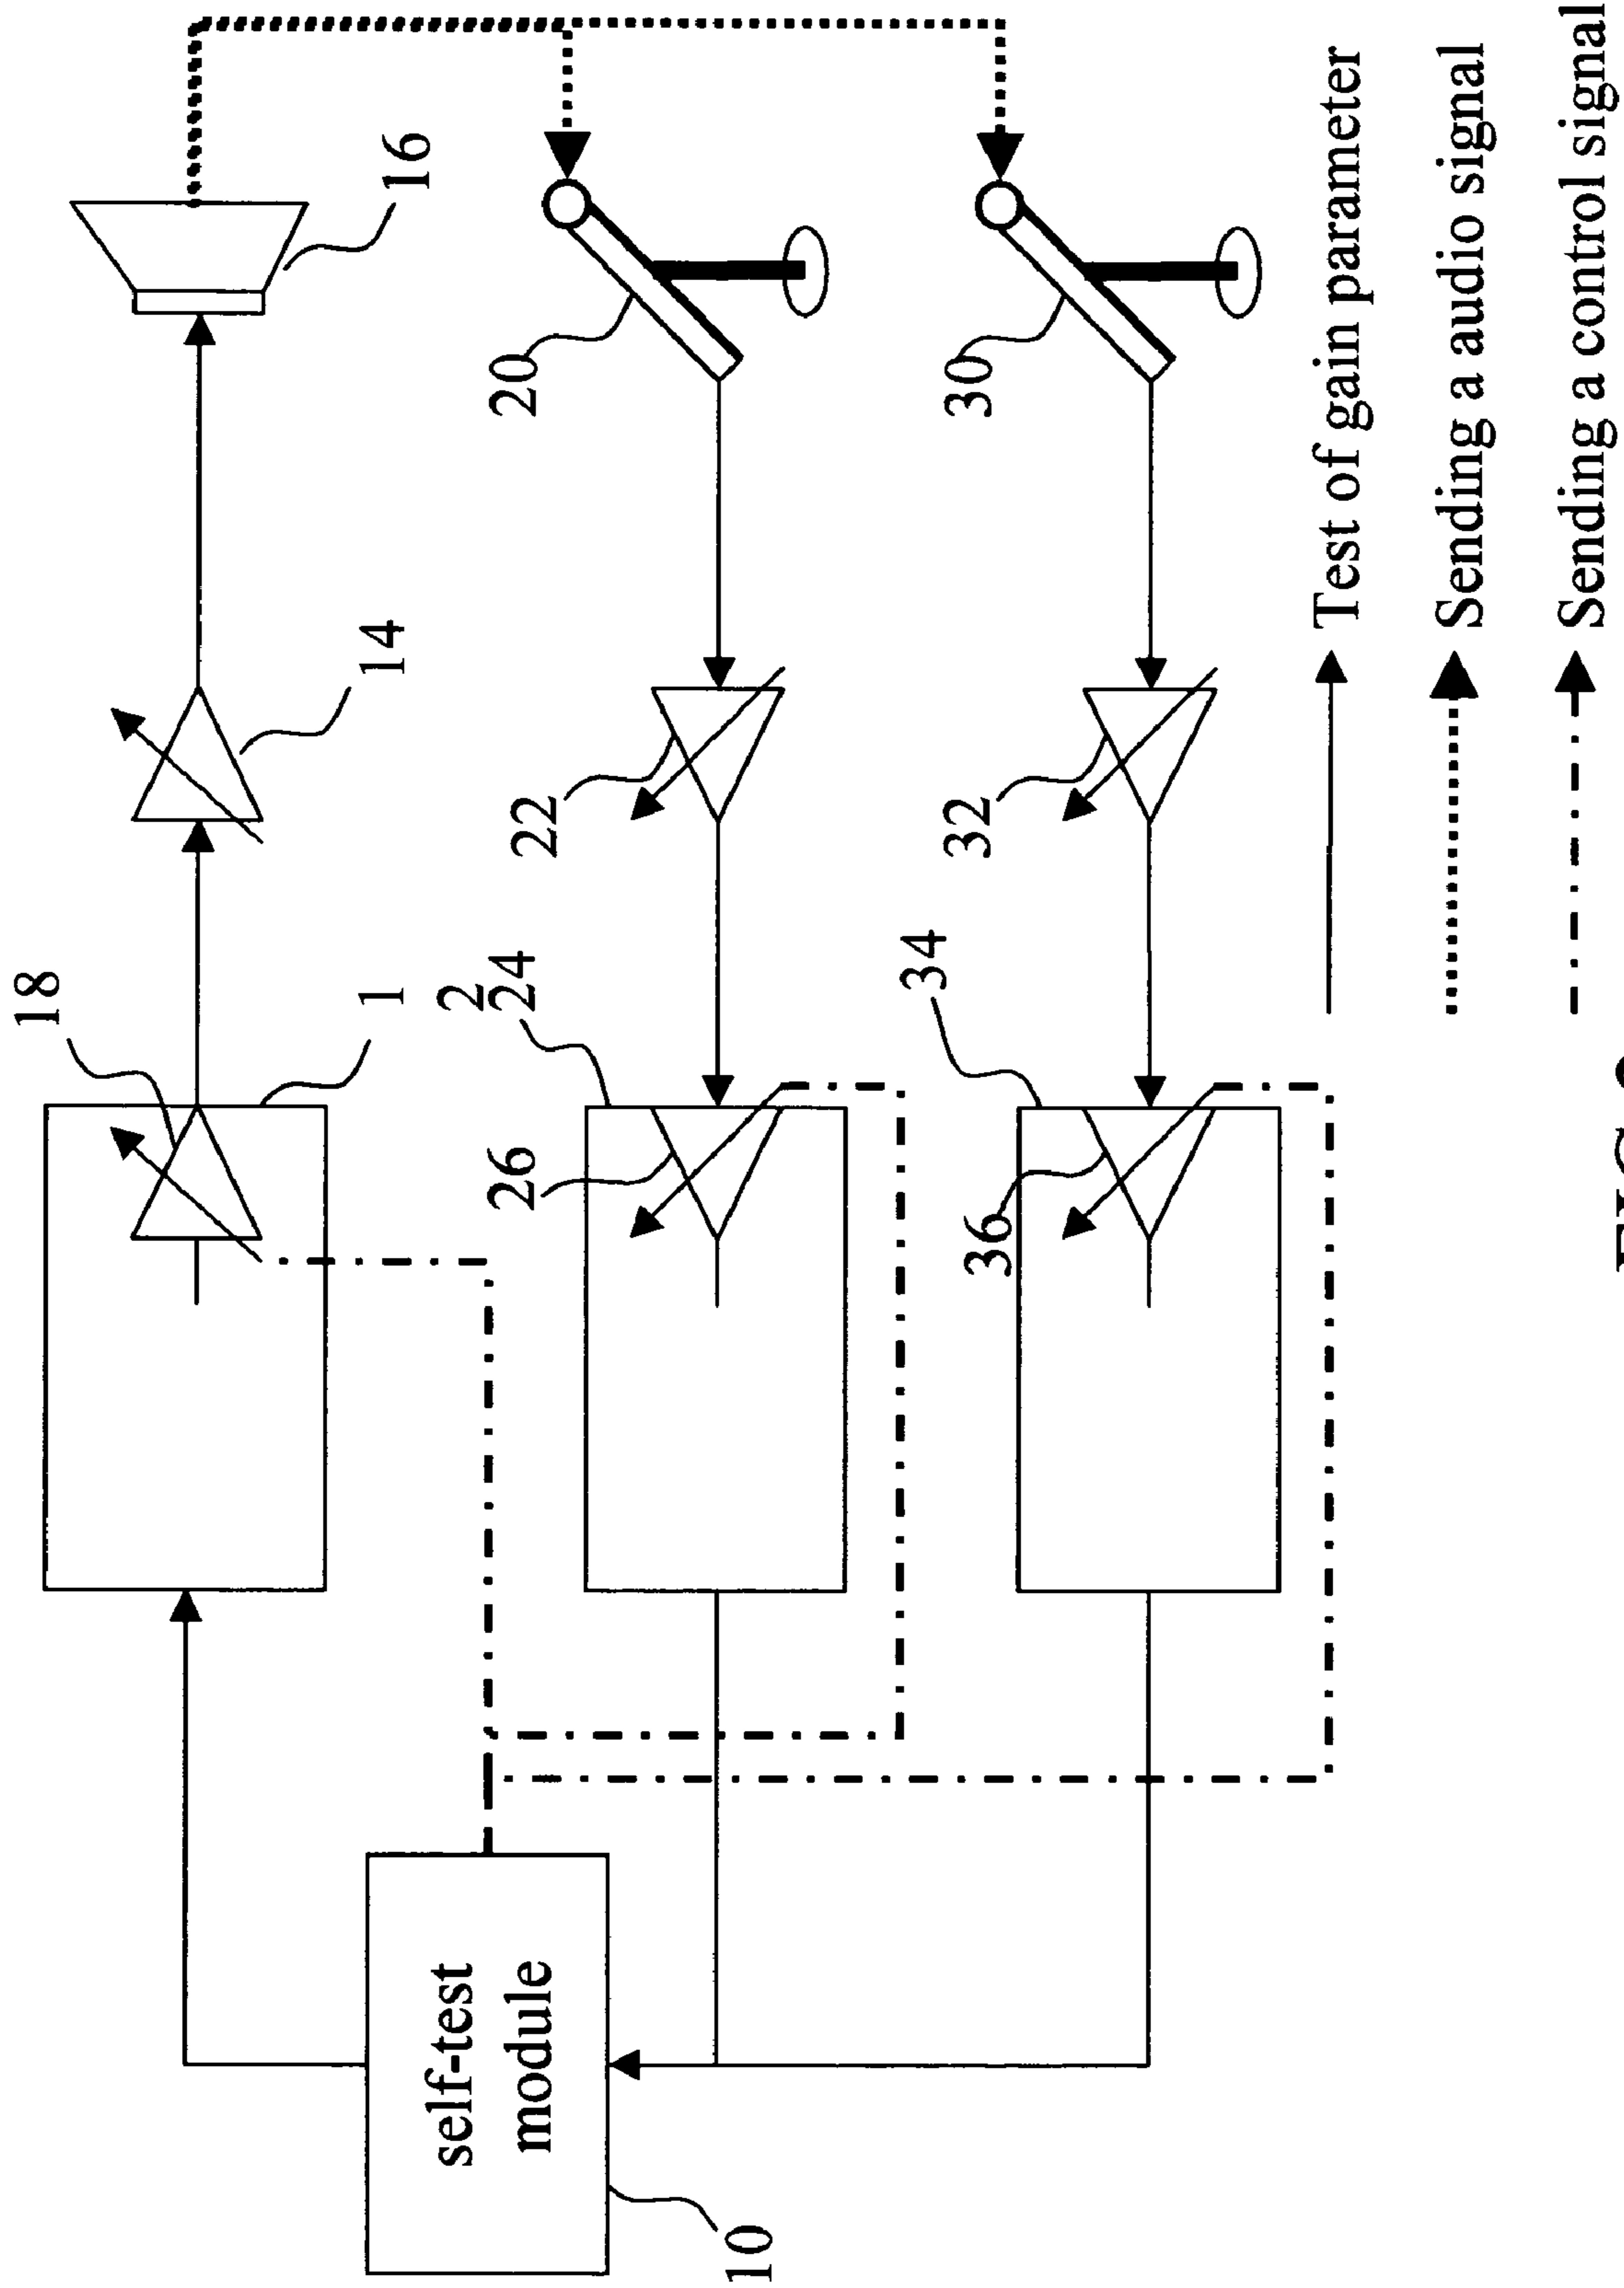 18
1
14
16
2
24
26
22
20
34
36
32
30
self-test
module
10
Test of gain parameter
Sending a audio signal
Sending a control signal